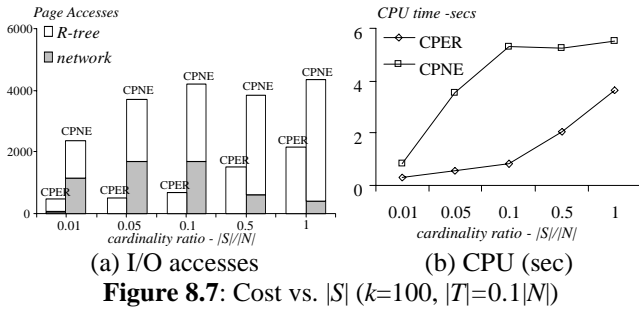 Page Accesses
6000
R-tree
network
4000
2000
0
CPER
CPNE
CPER
CPNE
CPER
CPNE
CPER
CPNE
CPER
CPNE
0.01
0.05
0.1
0.5
1
cardinality ratio - |S|/|N|
(a) I/O accesses
CPU time -secs
6
4
2
0
CPER
CPNE
0.01
0.05
0.1
0.5
1
cardinality ratio - |S|/|N|
(b) CPU (sec)
Figure 8.7: Cost vs. |S| (k=100, |T|=0.1|N|)